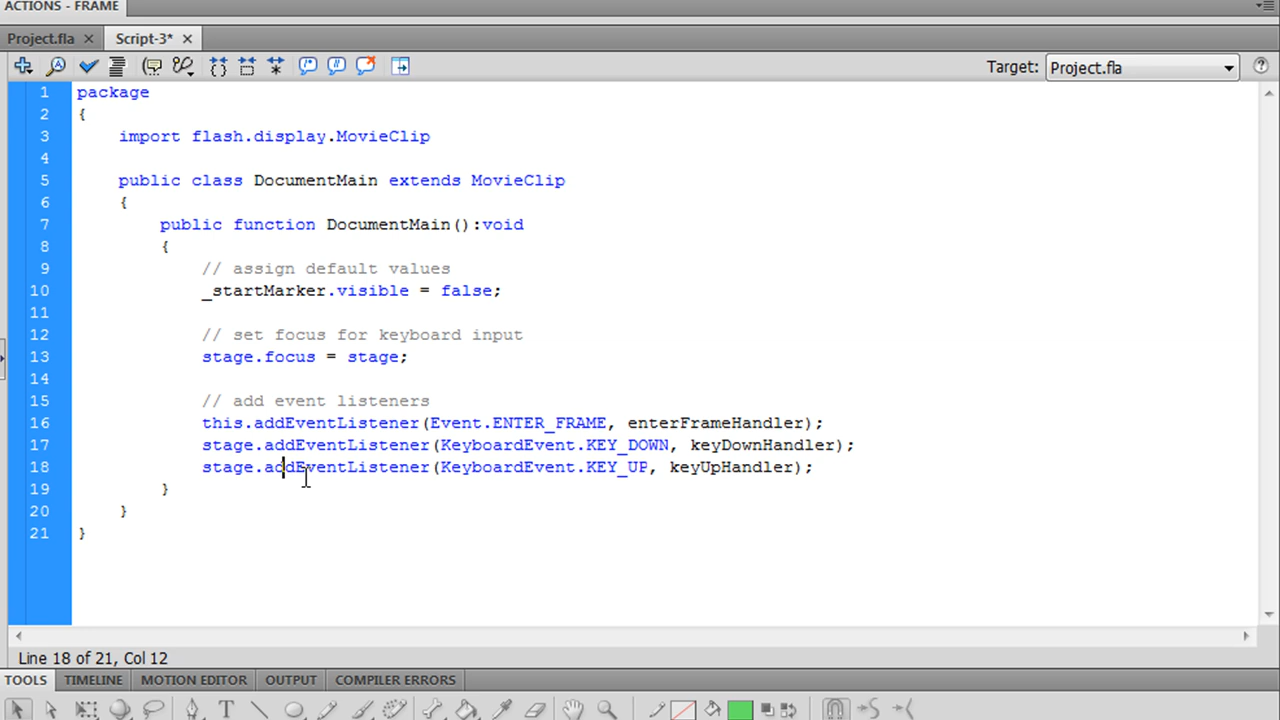 ACTIONS - FRAME
Project.fla
Script-3*
Target: Project.fla
1 package
2 {
3 import flash.display.MovieClip
4
5 public class DocumentMain extends MovieClip
6 {
7 public function DocumentMain():void
8 {
9 // assign default values
10 _startMarker.visible = false;
11
12 // set focus for keyboard input
13 stage.focus = stage;
14
15 // add event listeners
16 this.addEventListener(Event.ENTER_FRAME, enterFrameHandler);
17 stage.addEventListener(KeyboardEvent.KEY_DOWN, keyDownHandler);
18 stage.addEventListener(KeyboardEvent.KEY_UP, keyUpHandler);
19 }
20 }
21 }
Line 18 of 21, Col 12
TOOLS TIMELINE MOTION EDITOR OUTPUT COMPILER ERRORS